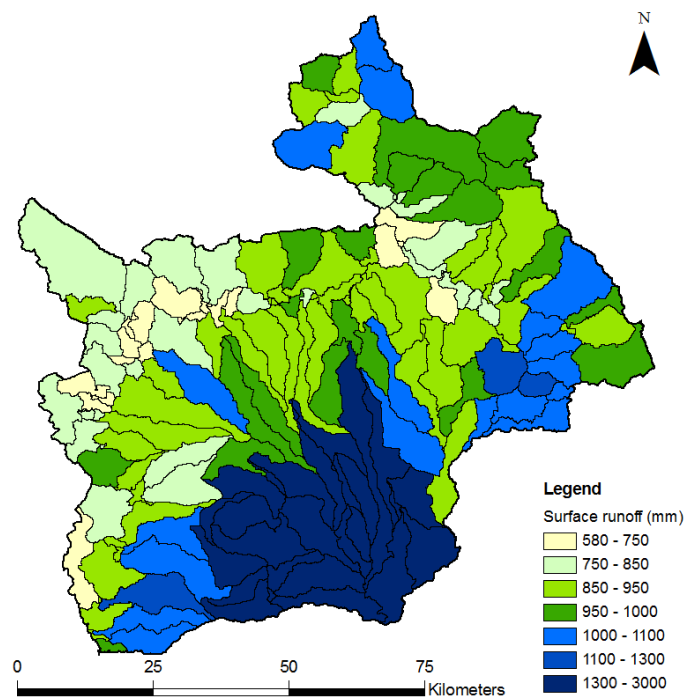 N
Legend
Surface runoff (mm)
580 - 750
750 - 850
850 - 950
950 - 1000
1000 - 1100
1100 - 1300
1300 - 3000
0 25 50 75
Kilometers